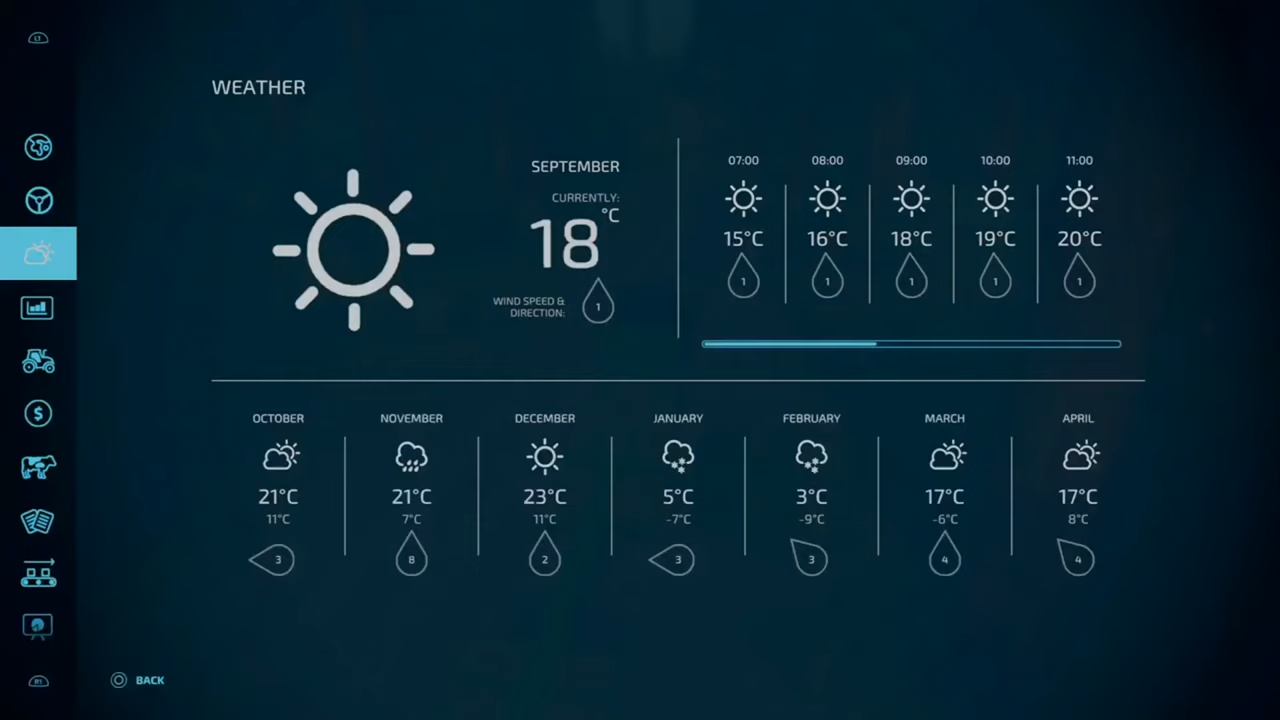 L1
WEATHER
SEPTEMBER
CURRENTLY:
18 °C
WIND SPEED &
DIRECTION:
1
07:00 08:00 09:00 10:00 11:00
15°C 16°C 18°C 19°C 20°C
1 1 1 1 1
OCTOBER NOVEMBER DECEMBER JANUARY FEBRUARY MARCH APRIL
21°C 21°C 23°C 5°C 3°C 17°C 17°C
11°C 7°C 11°C -7°C -9°C -6°C 8°C
3 8 2 3 3 4 4
$
R1
BACK